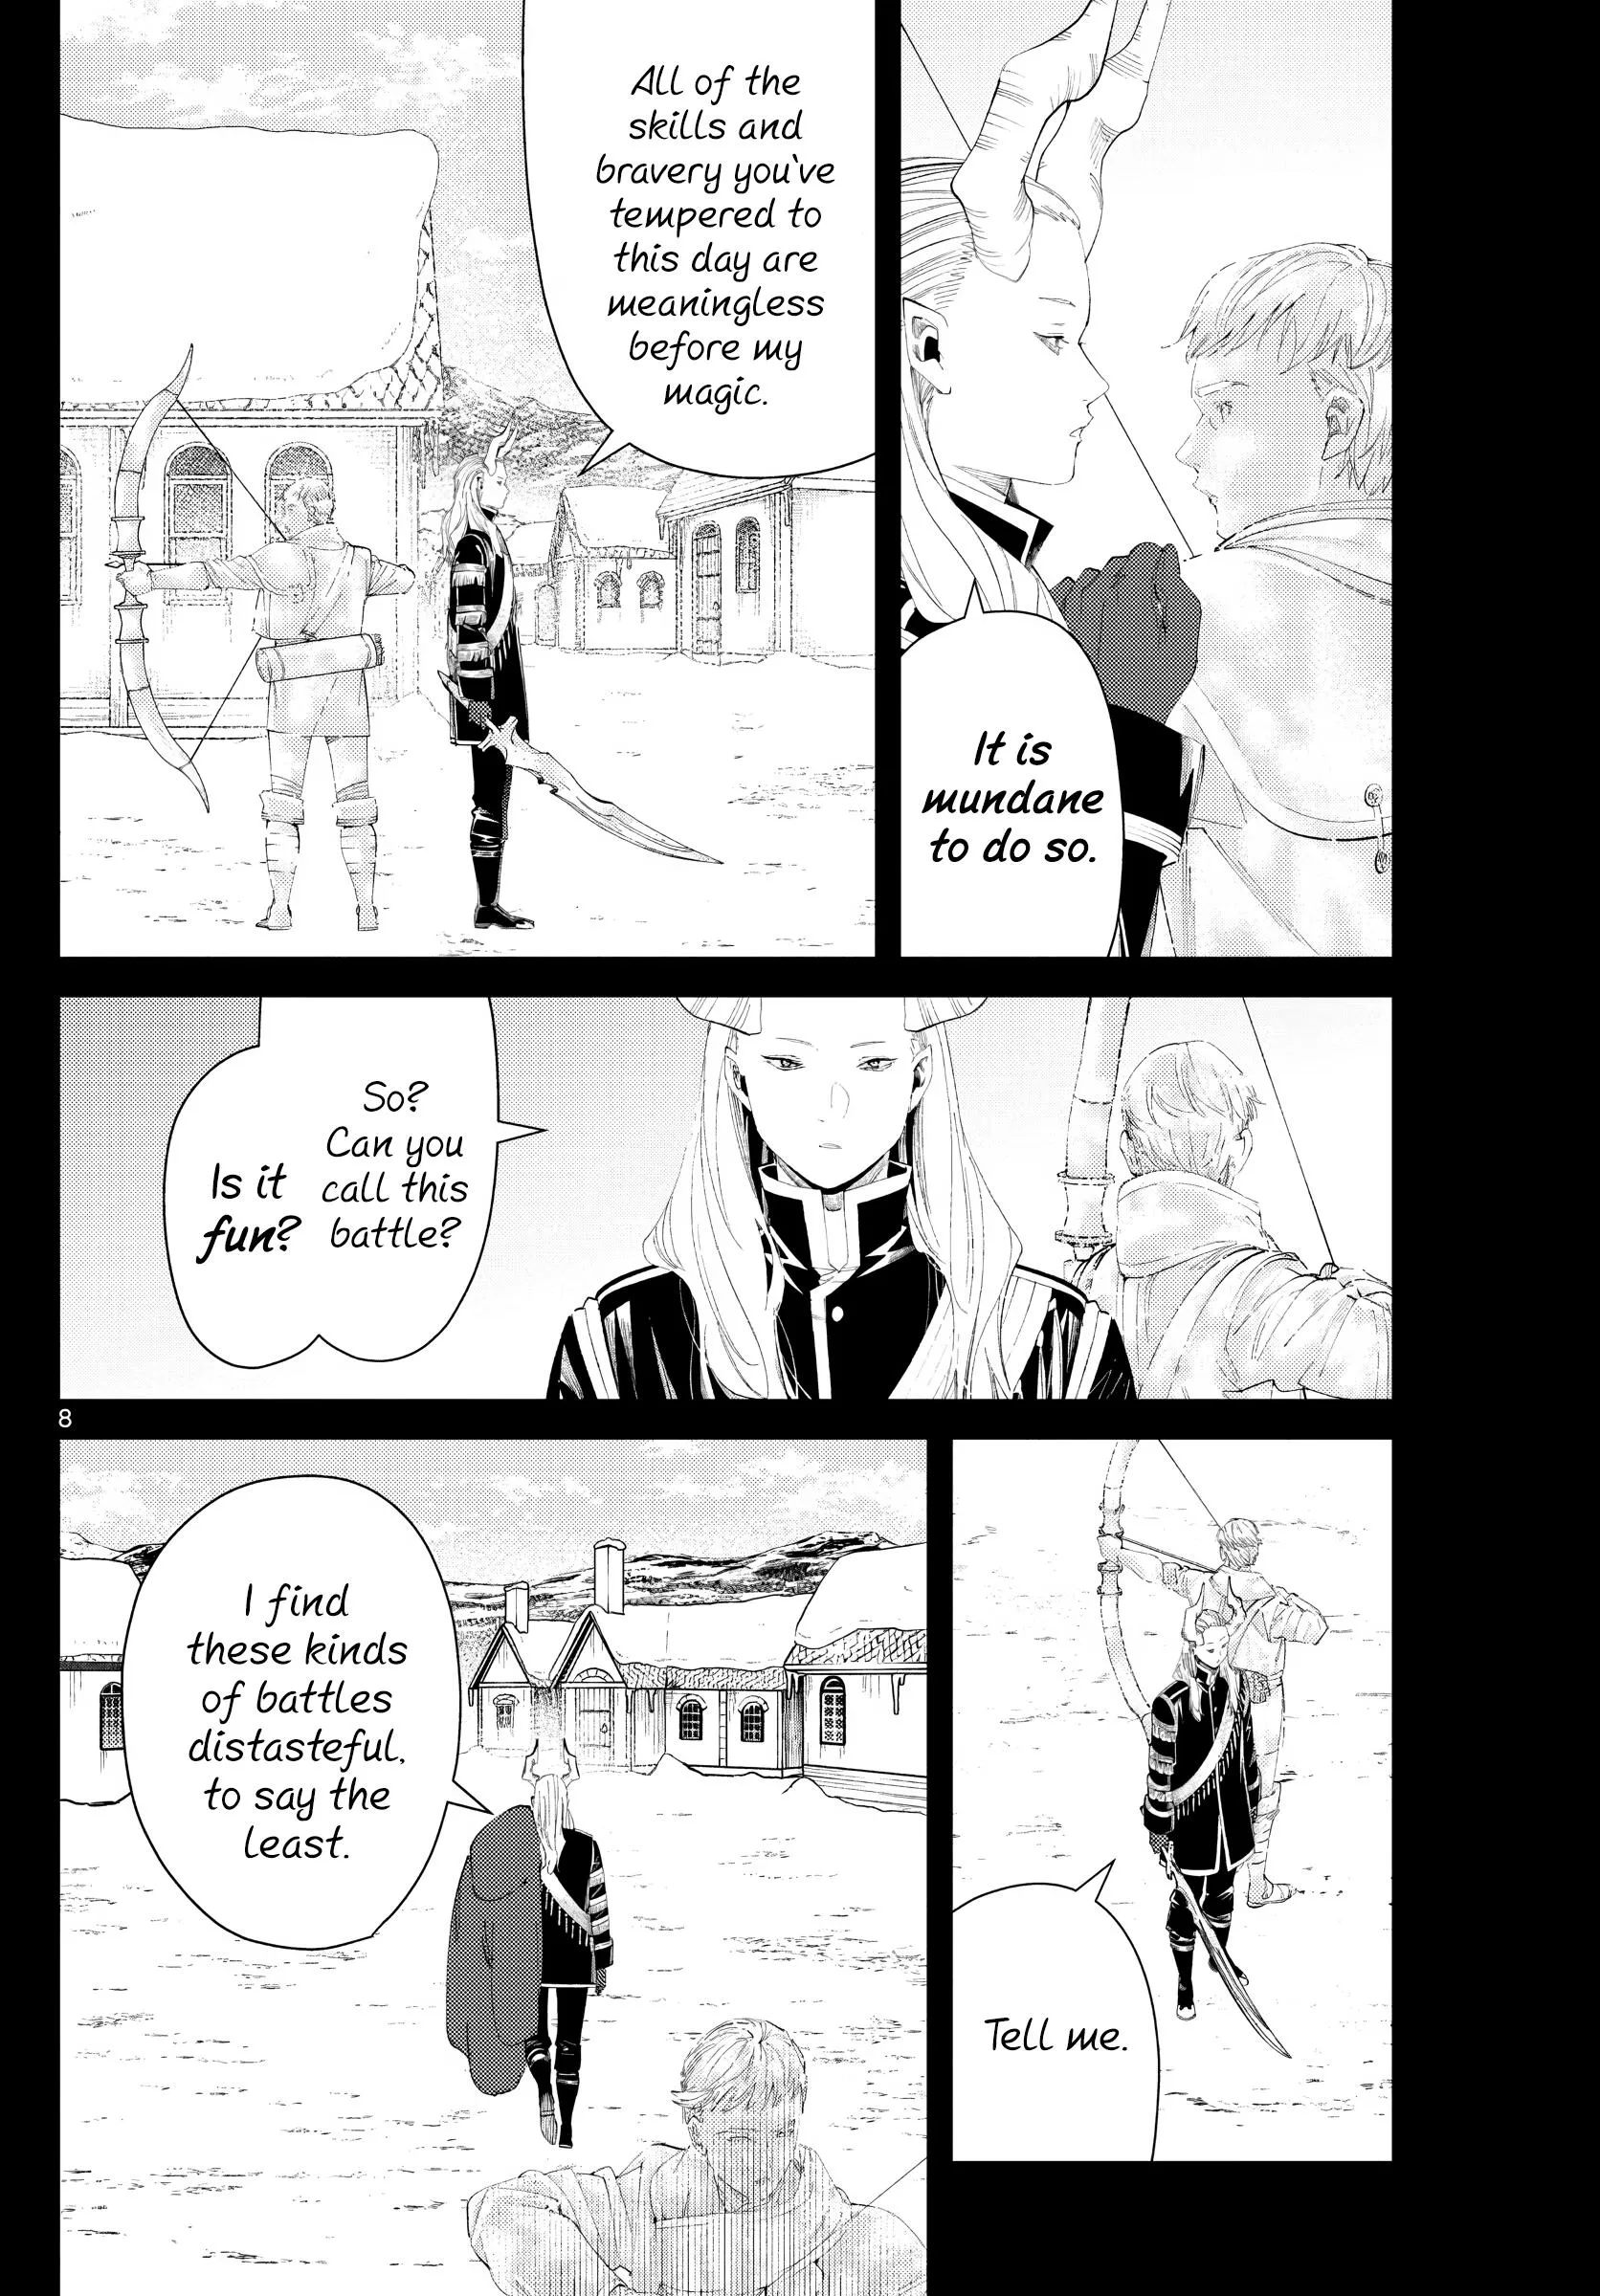 It is
mundane
to do so.
All of the
skills and
bravery you've
tempered to
this day are
meaningless
before my
magic.
So?
Can you
call this
battle?
Is it
fun?
8
Tell me.
I find
these kinds
of battles
distasteful,
to say the
least.